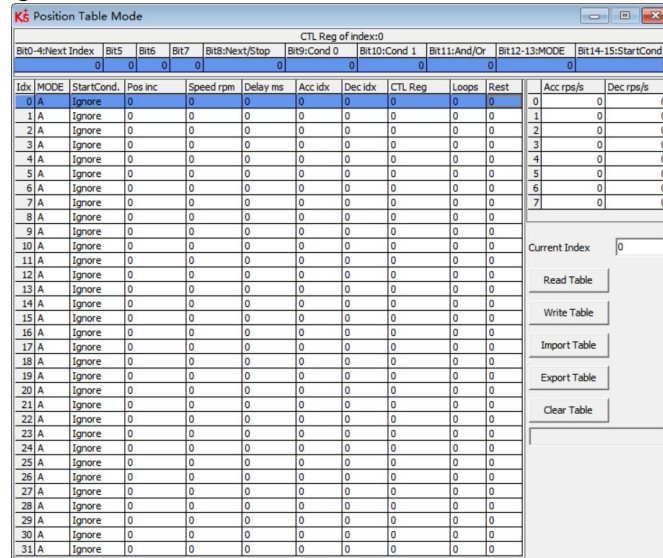 Position Table Mode
CTL Reg of index:0
Bit0-4:Next Index Bit5 Bit6 Bit7 Bit8:Next/Stop Bit9:Cond 0 Bit10:Cond 1 Bit11:And/Or Bit12-13:MODE Bit14-15:StartCond
0 0 0 0 0 0 0 0 0
Idx MODE StartCond. Pos inc Speed rpm Delay ms Acc idx Dec idx CTL Reg Loops Rest Acc rps/s Dec rps/s
0 A Ignore 0 0 0 0 0 0 0 0 0 0 0
1 A Ignore 0 0 0 0 0 0 0 0 1 0 0
2 A Ignore 0 0 0 0 0 0 0 0 2 0 0
3 A Ignore 0 0 0 0 0 0 0 0 3 0 0
4 A Ignore 0 0 0 0 0 0 0 0 4 0 0
5 A Ignore 0 0 0 0 0 0 0 0 5 0 0
6 A Ignore 0 0 0 0 0 0 0 0 6 0 0
7 A Ignore 0 0 0 0 0 0 0 0 7 0 0
8 A Ignore 0 0 0 0 0 0 0 0
9 A Ignore 0 0 0 0 0 0 0 0
10 A Ignore 0 0 0 0 0 0 0 0 Current Index 0
11 A Ignore 0 0 0 0 0 0 0 0
12 A Ignore 0 0 0 0 0 0 0 0 Read Table
13 A Ignore 0 0 0 0 0 0 0 0
14 A Ignore 0 0 0 0 0 0 0 0 Write Table
15 A Ignore 0 0 0 0 0 0 0 0
16 A Ignore 0 0 0 0 0 0 0 0
17 A Ignore 0 0 0 0 0 0 0 0 Import Table
18 A Ignore 0 0 0 0 0 0 0 0
19 A Ignore 0 0 0 0 0 0 0 0 Export Table
20 A Ignore 0 0 0 0 0 0 0 0
21 A Ignore 0 0 0 0 0 0 0 0 Clear Table
22 A Ignore 0 0 0 0 0 0 0 0
23 A Ignore 0 0 0 0 0 0 0 0
24 A Ignore 0 0 0 0 0 0 0 0
25 A Ignore 0 0 0 0 0 0 0 0
26 A Ignore 0 0 0 0 0 0 0 0
27 A Ignore 0 0 0 0 0 0 0 0
28 A Ignore 0 0 0 0 0 0 0 0
29 A Ignore 0 0 0 0 0 0 0 0
30 A Ignore 0 0 0 0 0 0 0 0
31 A Ignore 0 0 0 0 0 0 0 0